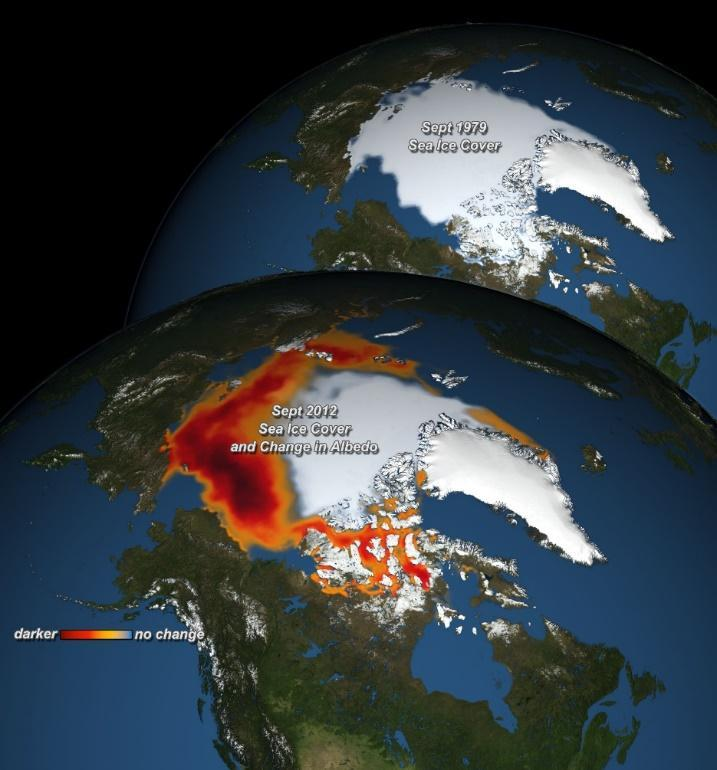 Sept 1979
Sea Ice Cover
Sept 2012
Sea Ice Cover
and Change in Albedo
darker
no change